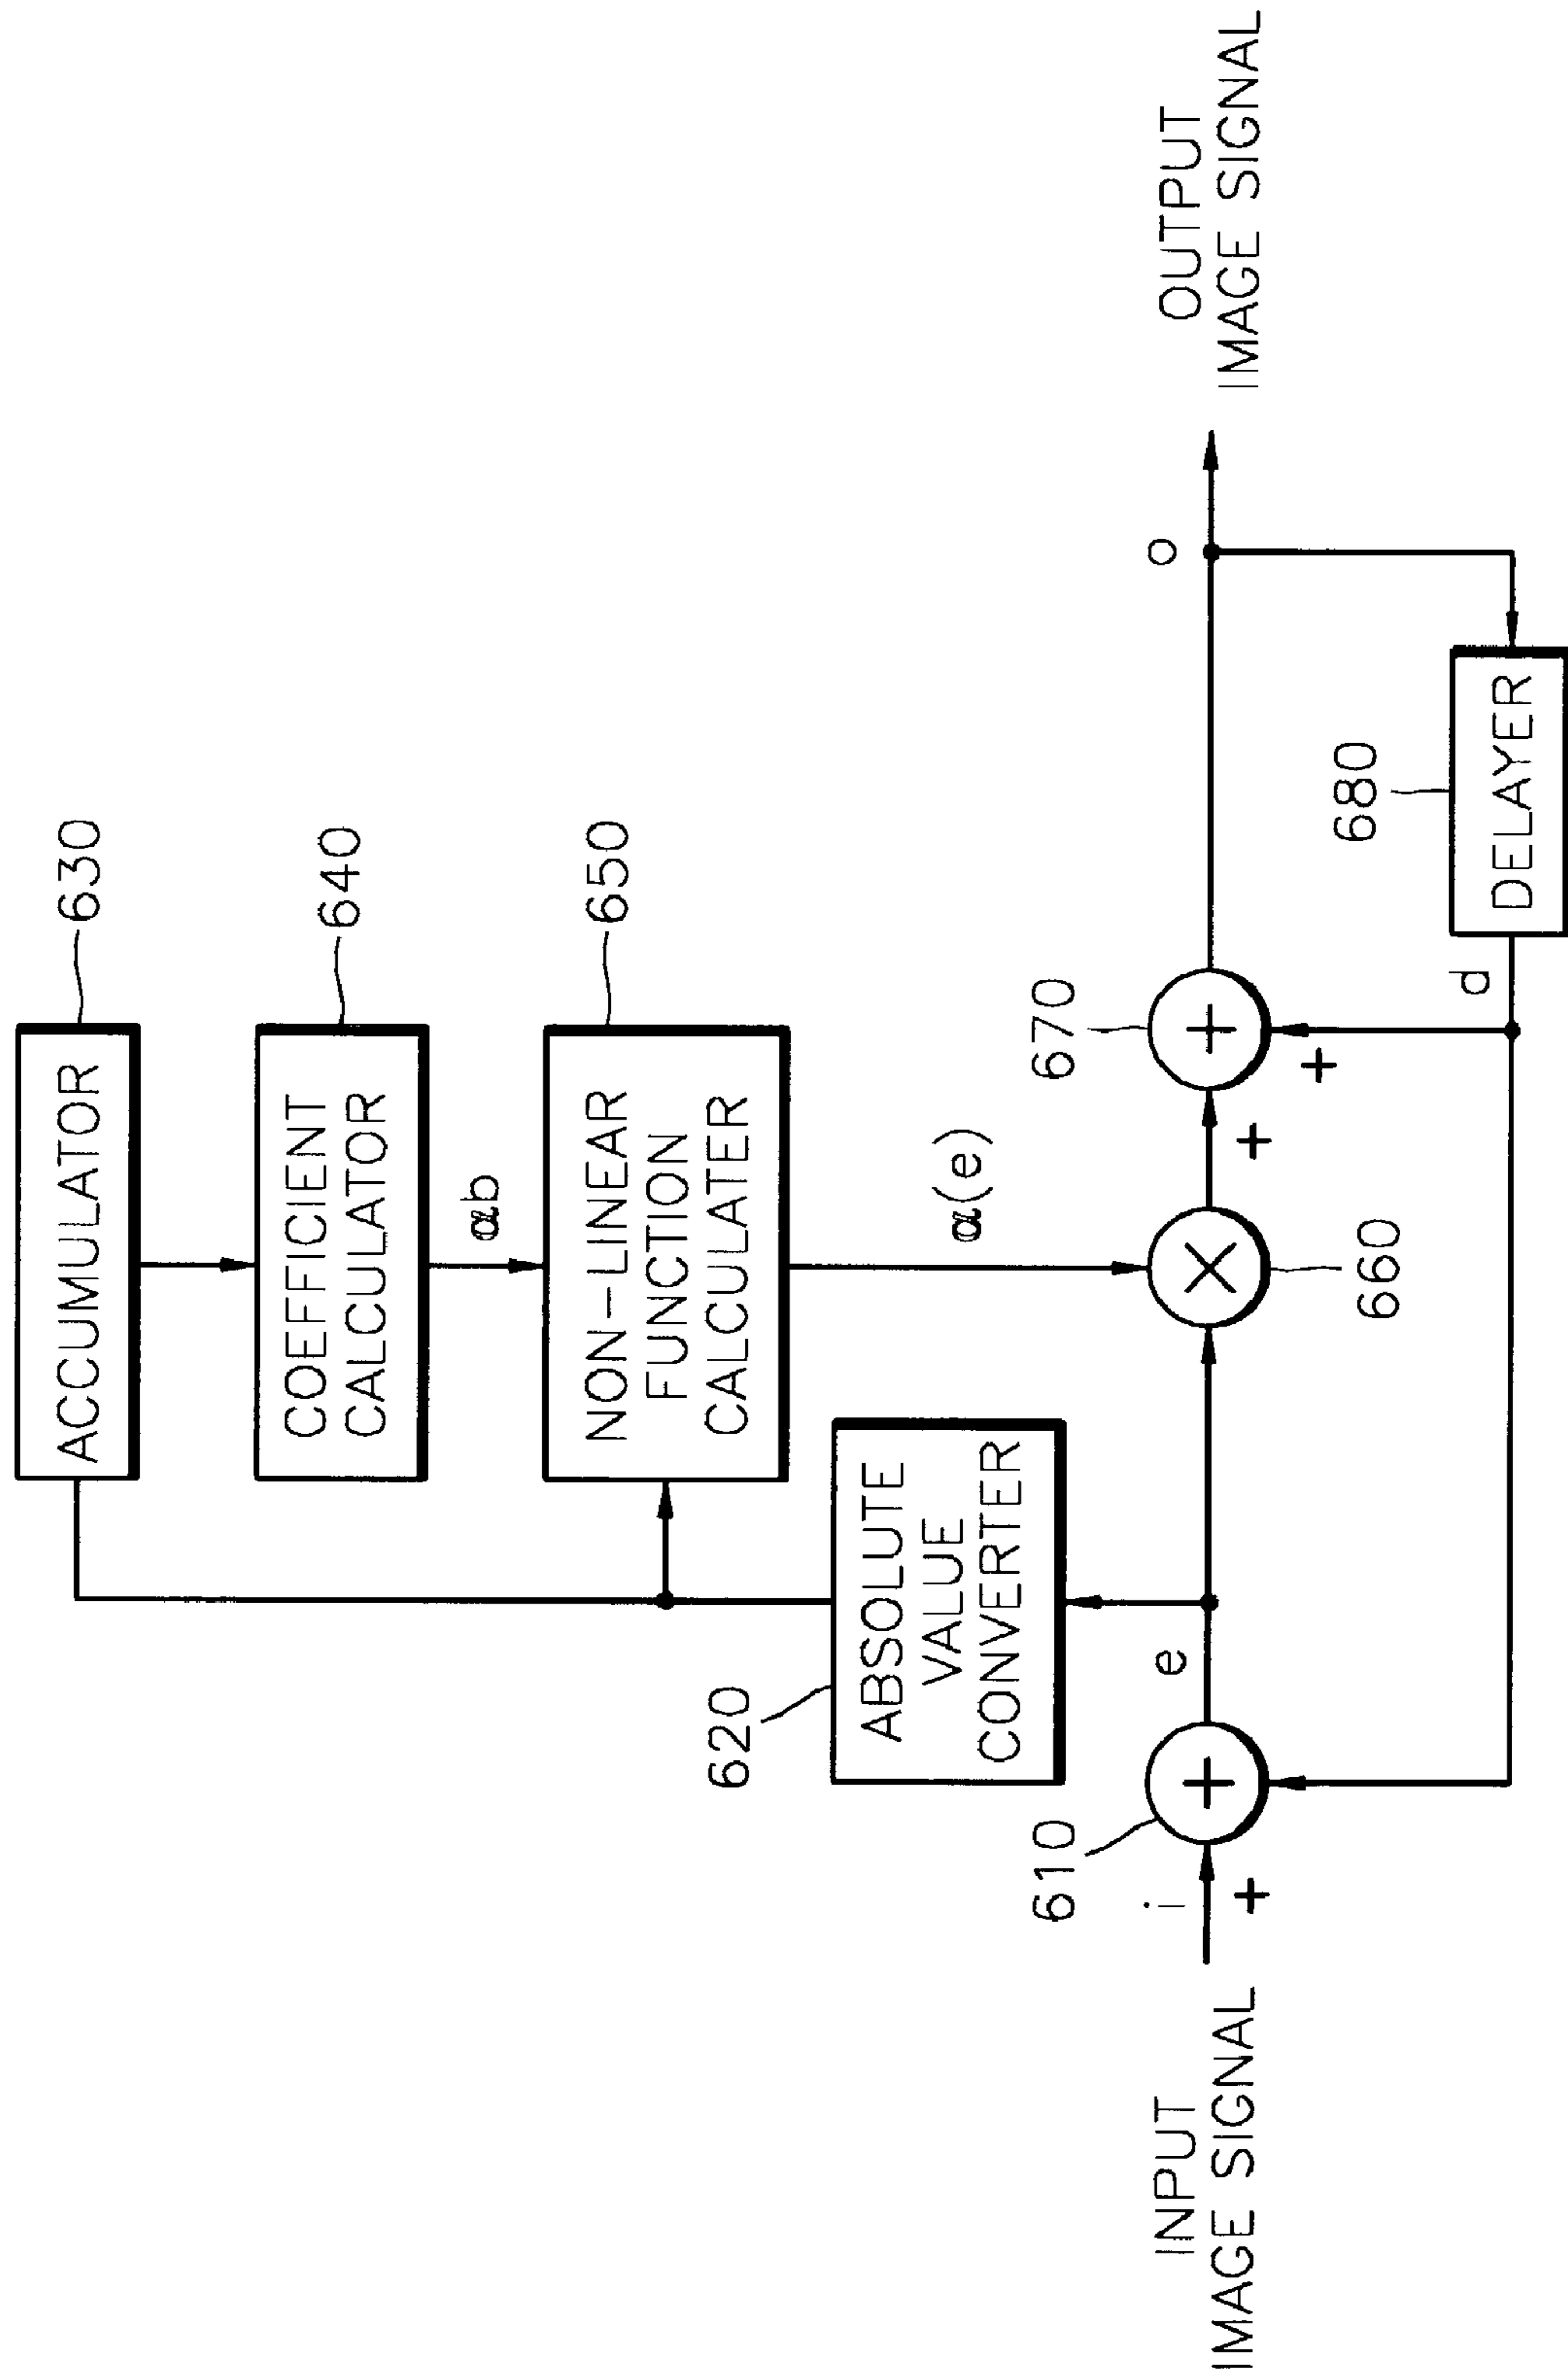 ACCUMULATOR
630
COEFFICIENT
CALCULATOR
640
αb
NON-LINEAR
FUNCTION
CALCULATER
650
620
ABSOLUTE
VALUE
CONVERTER
α(e)
INPUT
IMAGE SIGNAL
i
+
610
+
e
×
660
+
670
+
+
o
OUTPUT
IMAGE SIGNAL
d
680
DELAYER